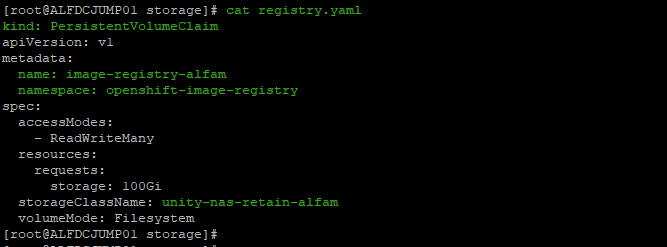 [root@ALFDCJUMP01 storage]# cat registry.yaml
kind: PersistentVolumeClaim
apiVersion: v1
metadata:
  name: image-registry-alfam
  namespace: openshift-image-registry
spec:
  accessModes:
    - ReadWriteMany
  resources:
    requests:
      storage: 100Gi
  storageClassName: unity-nas-retain-alfam
  volumeMode: Filesystem
[root@ALFDCJUMP01 storage]#